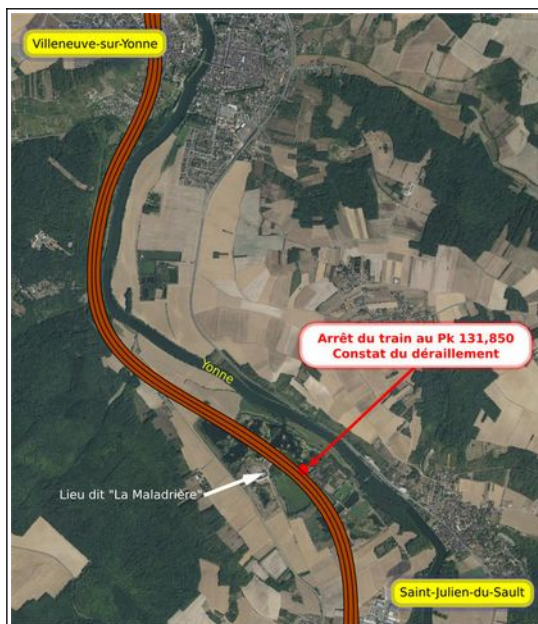 Villeneuve-sur-Yonne
Arrêt du train au Pk 131,850
Constat du déraillement
Yonne
Lieu dit "La Maladrière"
Saint-Julien-du-Sault